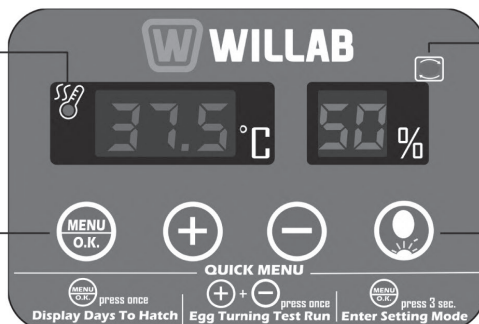 W WILLAB
37.5 °C 50 %
MENU
O.K.
+ −
QUICK MENU
MENU O.K. press once
Display Days To Hatch
+ + − press once
Egg Turning Test Run
MENU O.K. press 3 sec.
Enter Setting Mode